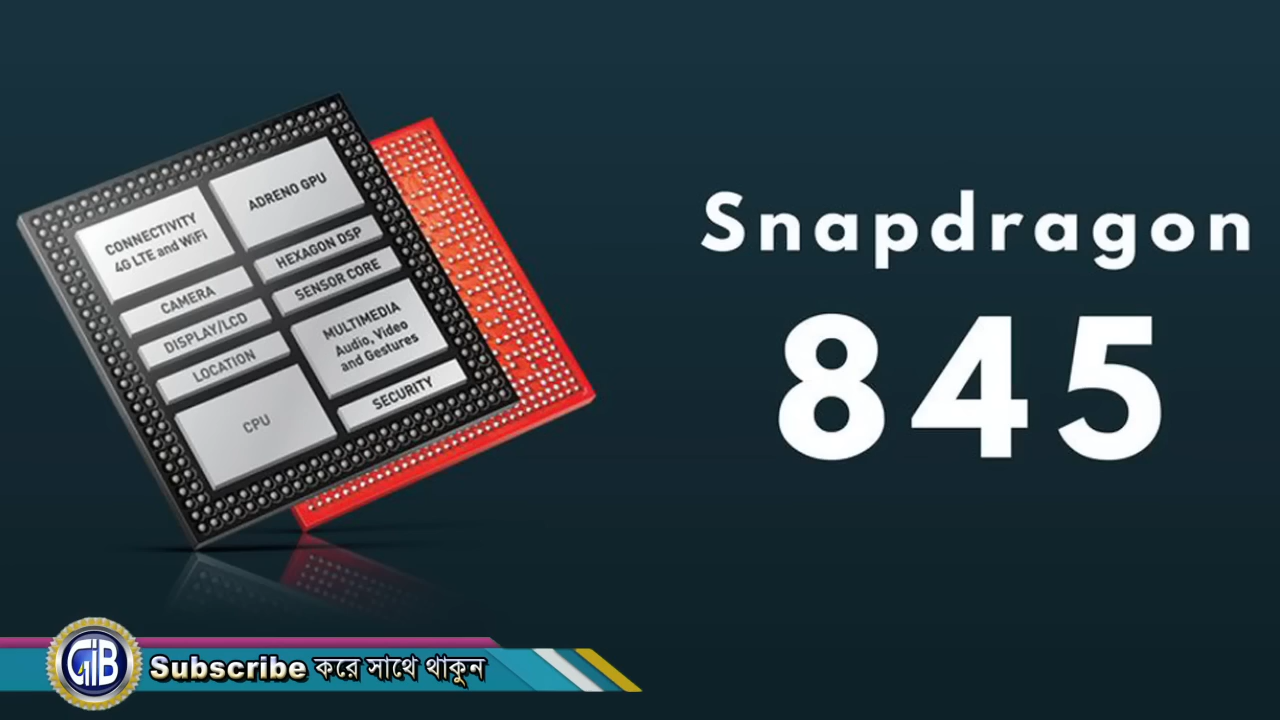 CONNECTIVITY
4G LTE and WiFi
ADRENO GPU
HEXAGON DSP
SENSOR CORE
CAMERA
DISPLAY/LCD
LOCATION
MULTIMEDIA
Audio, Video
and Gestures
CPU
SECURITY
Snapdragon
845
GiB
Subscribe করে সাথে থাকুন